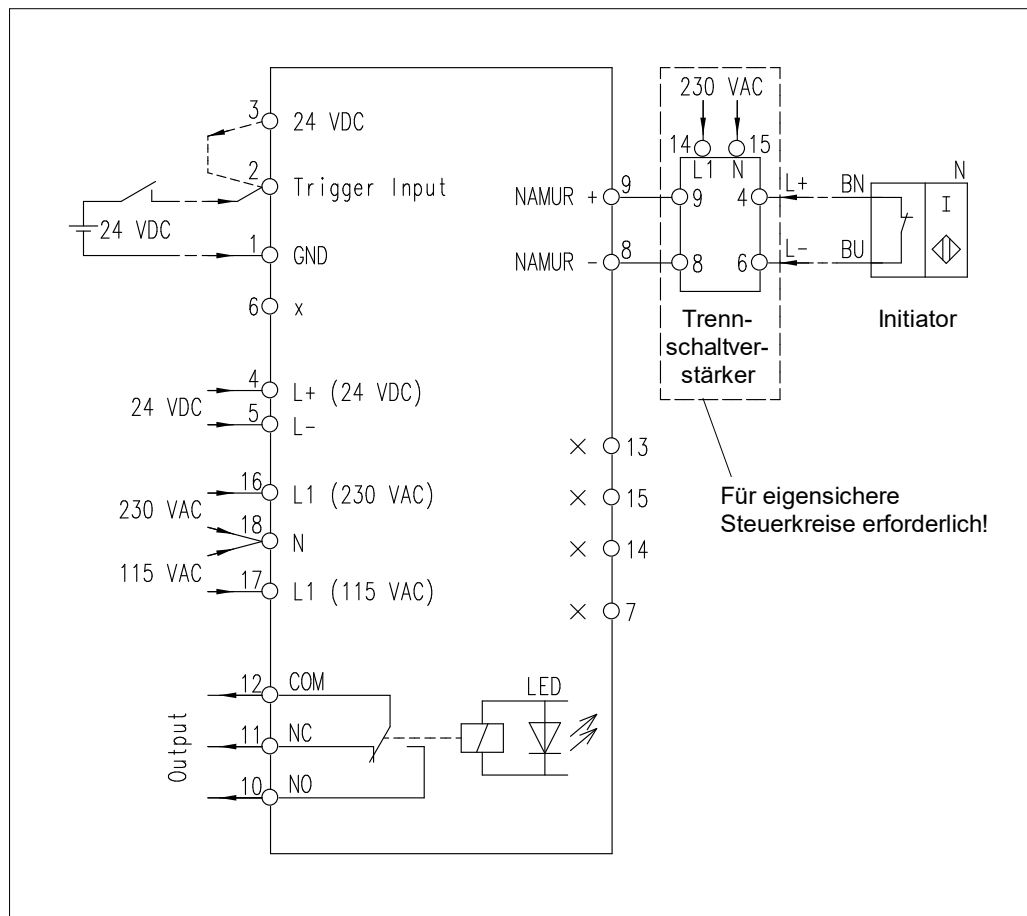 230 VAC
3
24 VDC
14
15
L1
N
2
Trigger Input
24 VDC
1
GND
6
x
NAMUR +
9
9
4
L+
BN
N
I
NAMUR -
8
8
6
L-
BU
Trenn-
schaltver-
stärker
Initiator
Für eigensichere
Steuerkreise erforderlich!
24 VDC
4
L+ (24 VDC)
5
L-
16
L1 (230 VAC)
230 VAC
18
N
115 VAC
17
L1 (115 VAC)
× 13
× 15
× 14
× 7
Output
12
COM
11
NC
10
NO
LED